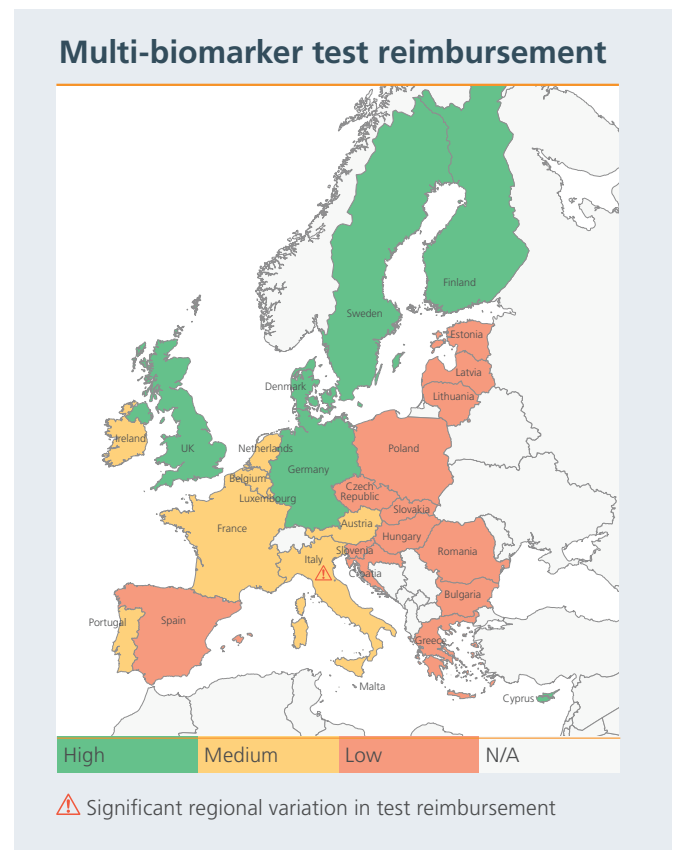 Multi-biomarker test reimbursement
Finland
Sweden
Estonia
Latvia
Denmark
Lithuania
Ireland
UK
Netherlands
Poland
Germany
Belgium
Czech
Republic
Luxembourg
Slovakia
Austria
France
Hungary
Slovenia
Romania
Italy
Croatia
Bulgaria
Portugal
Spain
Greece
Malta
Cyprus
High Medium Low N/A
Significant regional variation in test reimbursement